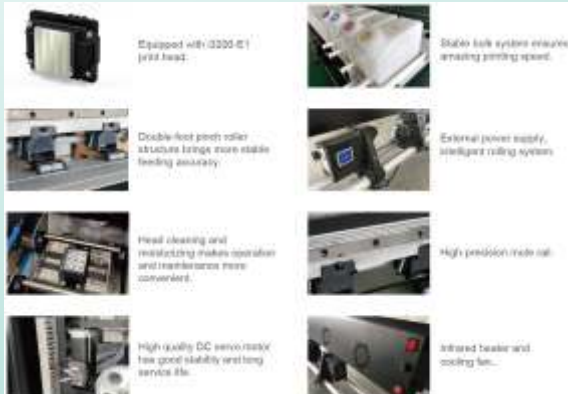 Equipped with i3200-E1
print head.
Stable bulk system ensures
amazing printing speed.
Double-foot pinch roller
structure brings more stable
feeding accuracy.
External power supply,
intelligent rolling system.
Head cleaning and
moisturizing makes operation
and maintenance more
convenient.
High precision mute rail.
High quality DC servo motor
has good stability and long
service life.
Infrared heater and
cooling fan..